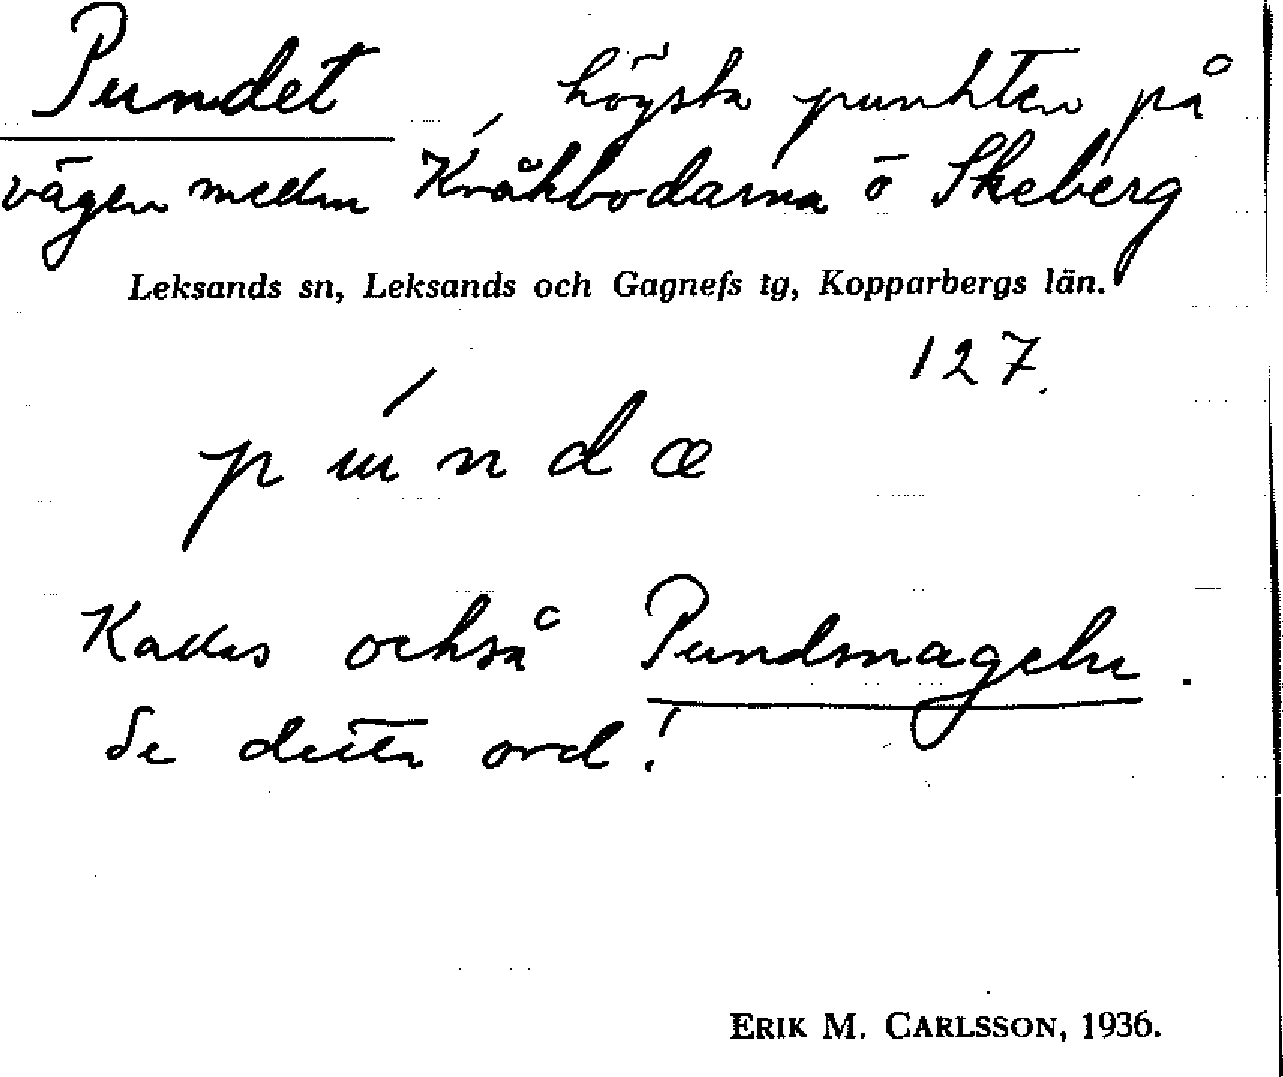 Pundet högsta punkten på
vägen mellan Kråkbodarna o Skeberg
Leksands sn, Leksands och Gagnefs tg, Kopparbergs län.
127.
púndæ
Kallas också Pundsnageln.
Se detta ord!
ERIK M. CARLSSON, 1936.